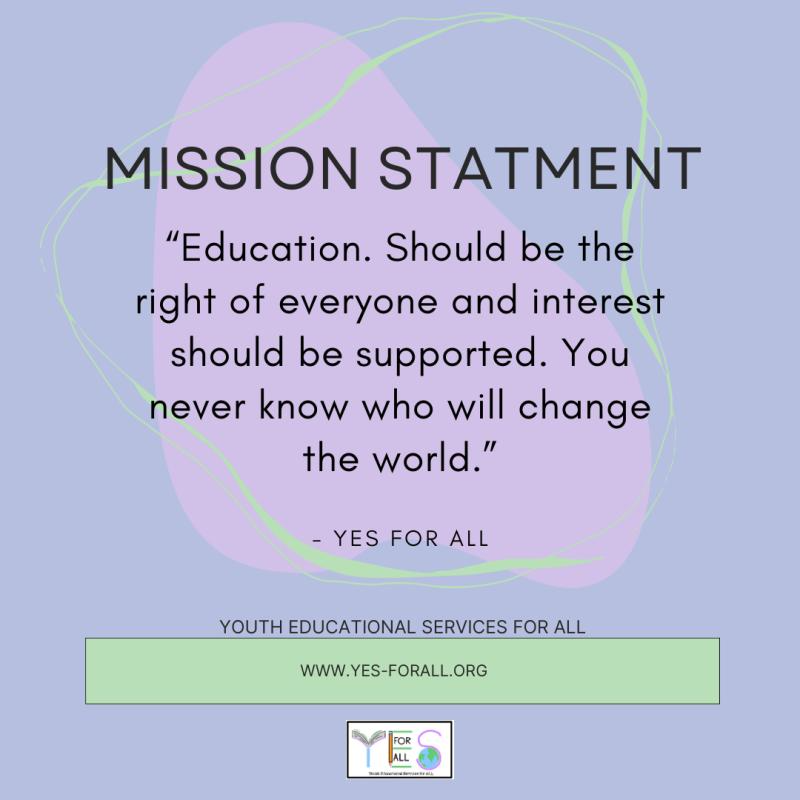 MISSION STATMENT
“Education. Should be the
right of everyone and interest
should be supported. You
never know who will change
the world.”
- YES FOR ALL
YOUTH EDUCATIONAL SERVICES FOR ALL
WWW.YES-FORALL.ORG
YES
FOR
ALL
Youth Educational Services for ALL